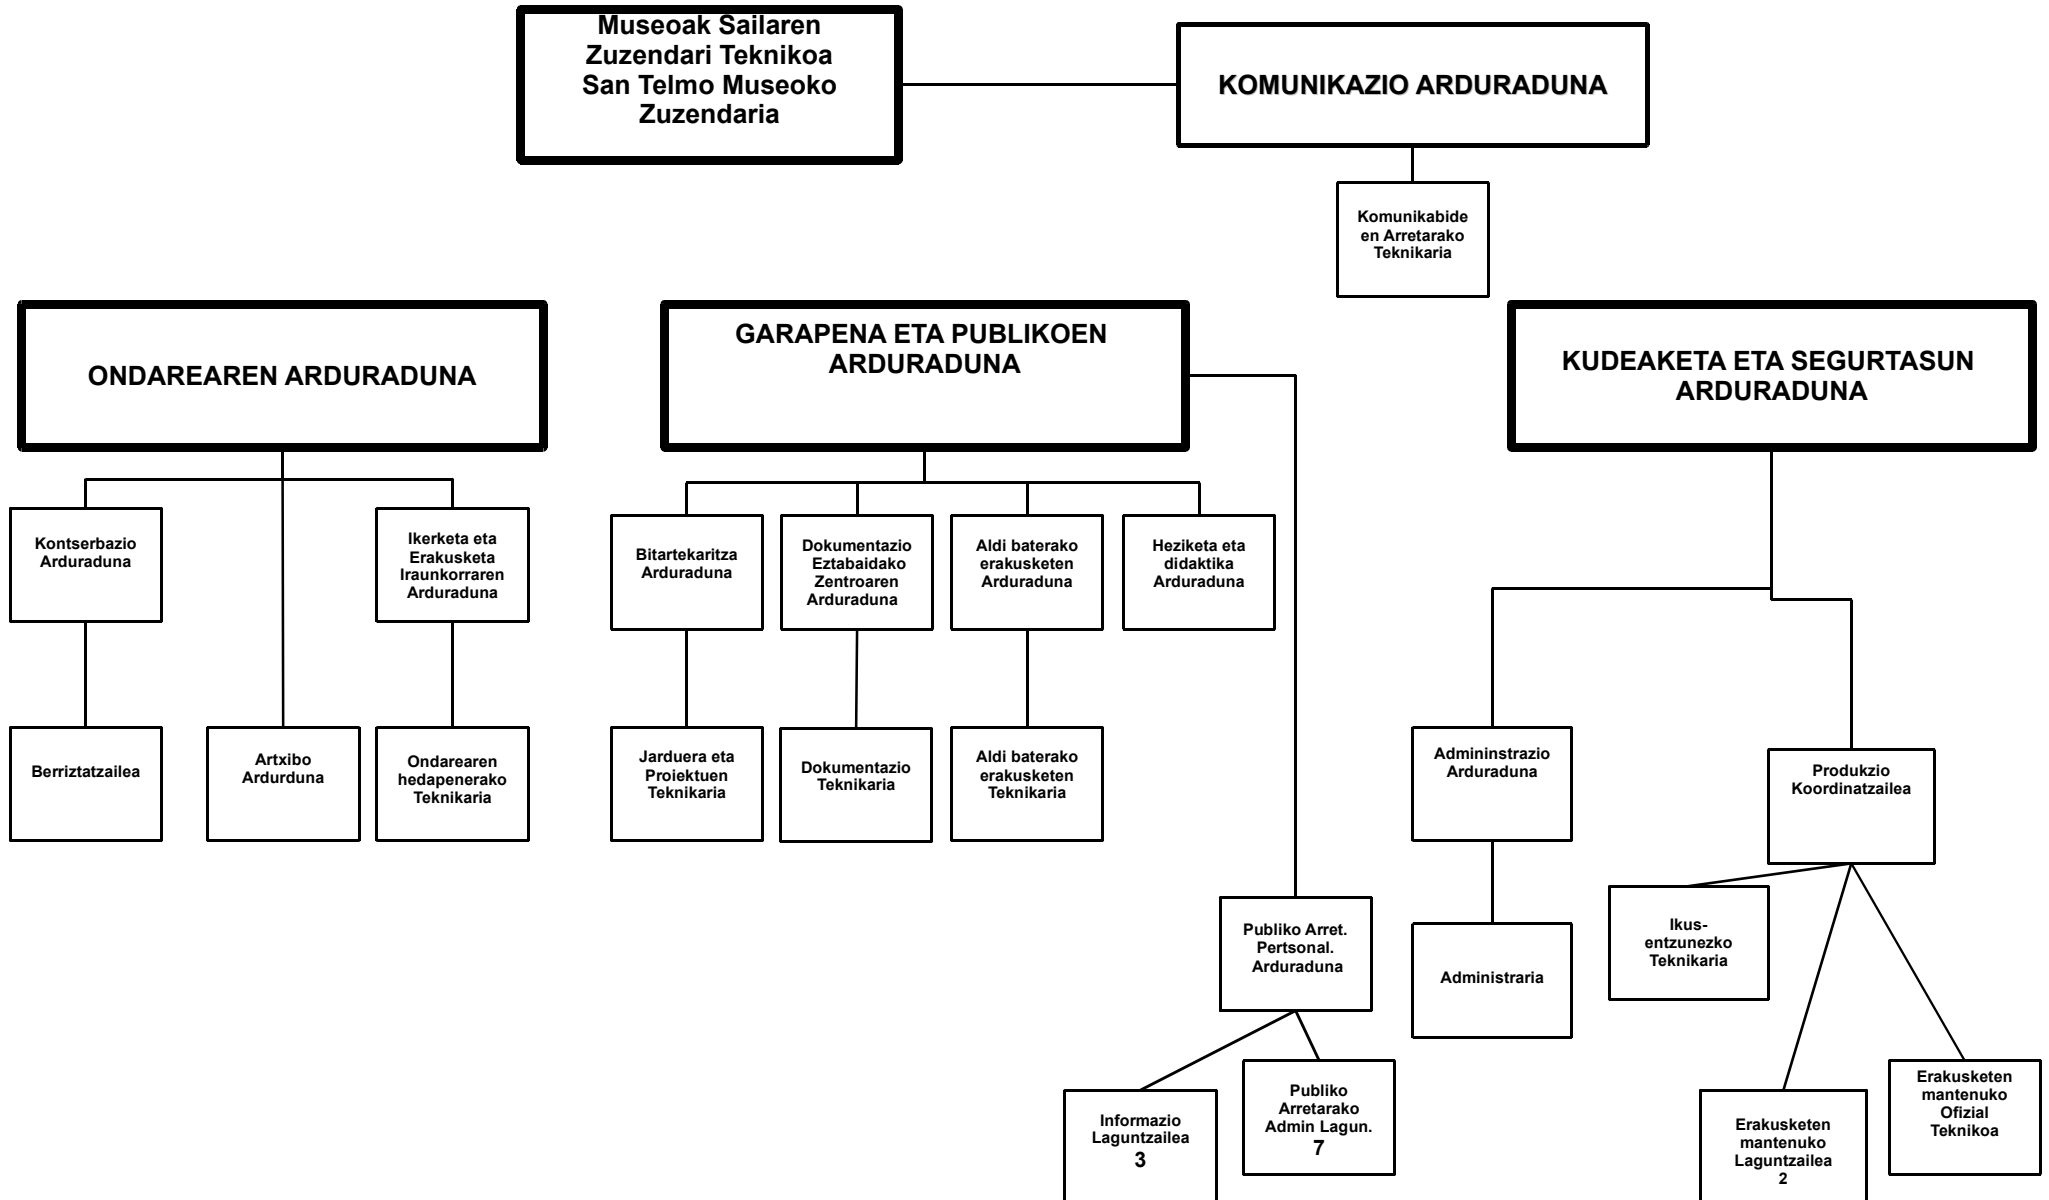 Museoak Sailaren
Zuzendari Teknikoa
San Telmo Museoko
Zuzendaria
KOMUNIKAZIO ARDURADUNA
Komunikabide
en Arretarako
Teknikaria
ONDAREAREN ARDURADUNA
GARAPENA ETA PUBLIKOEN
ARDURADUNA
KUDEAKETA ETA SEGURTASUN
ARDURADUNA
Kontserbazio
Arduraduna
Ikerketa eta
Erakusketa
Iraunkorraren
Arduraduna
Bitartekaritza
Arduraduna
Dokumentazio
Eztabaidako
Zentroaren
Arduraduna
Aldi baterako
erakusketen
Arduraduna
Heziketa eta
didaktika
Arduraduna
Berriztatzailea
Artxibo
Ardurduna
Ondarearen
hedapenerako
Teknikaria
Jarduera eta
Proiektuen
Teknikaria
Dokumentazio
Teknikaria
Aldi baterako
erakusketen
Teknikaria
Admininstrazio
Arduraduna
Produkzio
Koordinatzailea
Publiko Arret.
Pertsonal.
Arduraduna
Administraria
Ikus-
entzunezko
Teknikaria
Informazio
Laguntzailea
3
Publiko
Arretarako
Admin Lagun.
7
Erakusketen
mantenuko
Laguntzailea
2
Erakusketen
mantenuko
Ofizial
Teknikoa